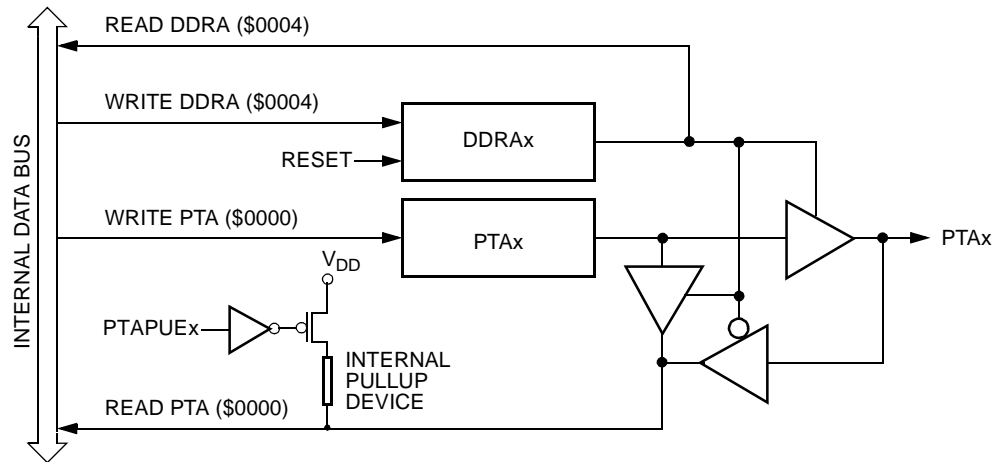 READ DDRA ($0004)
WRITE DDRA ($0004)
DDRAx
RESET
WRITE PTA ($0000)
PTAx
PTAx
VDD
PTAPUEx
INTERNAL
PULLUP
DEVICE
READ PTA ($0000)
INTERNAL DATA BUS